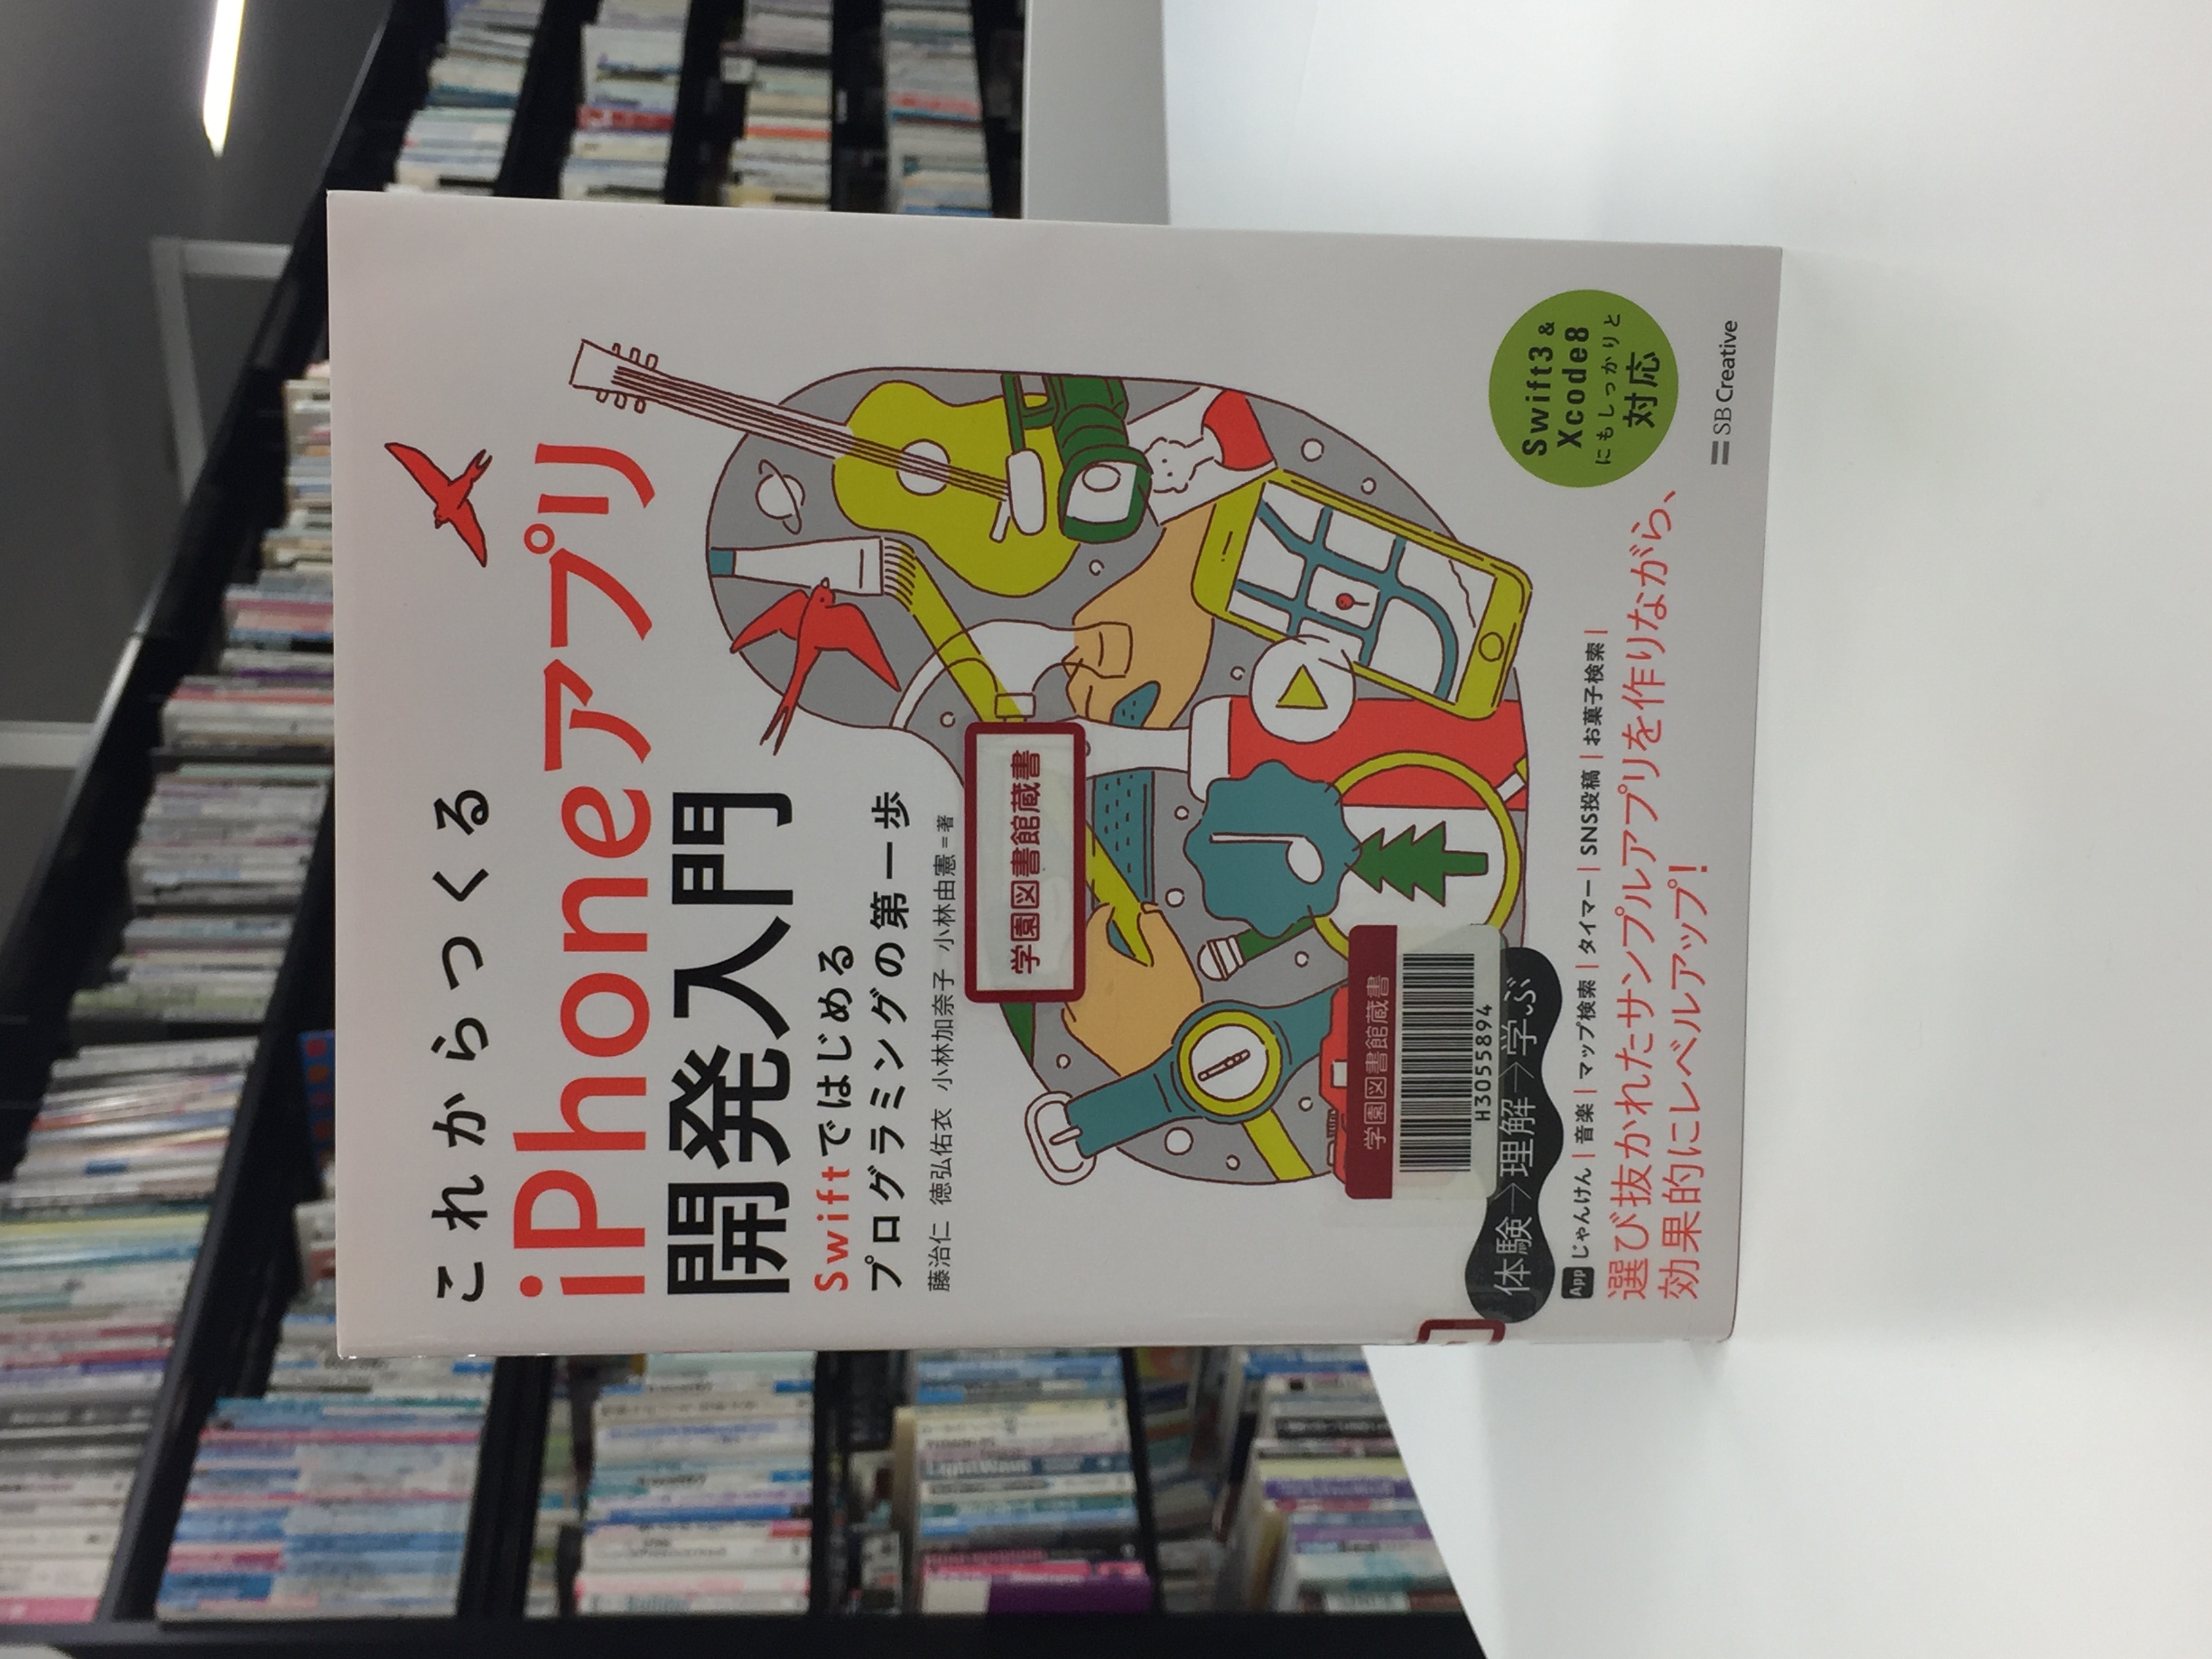 これからつくる
iPhoneアプリ
開発入門
Swiftではじめる
プログラミングの第一歩
藤治仁 徳弘佑衣 小林加奈子 小林由憲=著
学園図書館蔵書
学園図書館蔵書
H3055894
体験→理解→学ぶ
App じゃんけん|音楽|マップ検索|タイマー|SNS投稿|お菓子検索|
選び抜かれたサンプルアプリを作りながら、
効果的にレベルアップ!
Swift3 &
Xcode8
にもしっかりと
対応
SB Creative